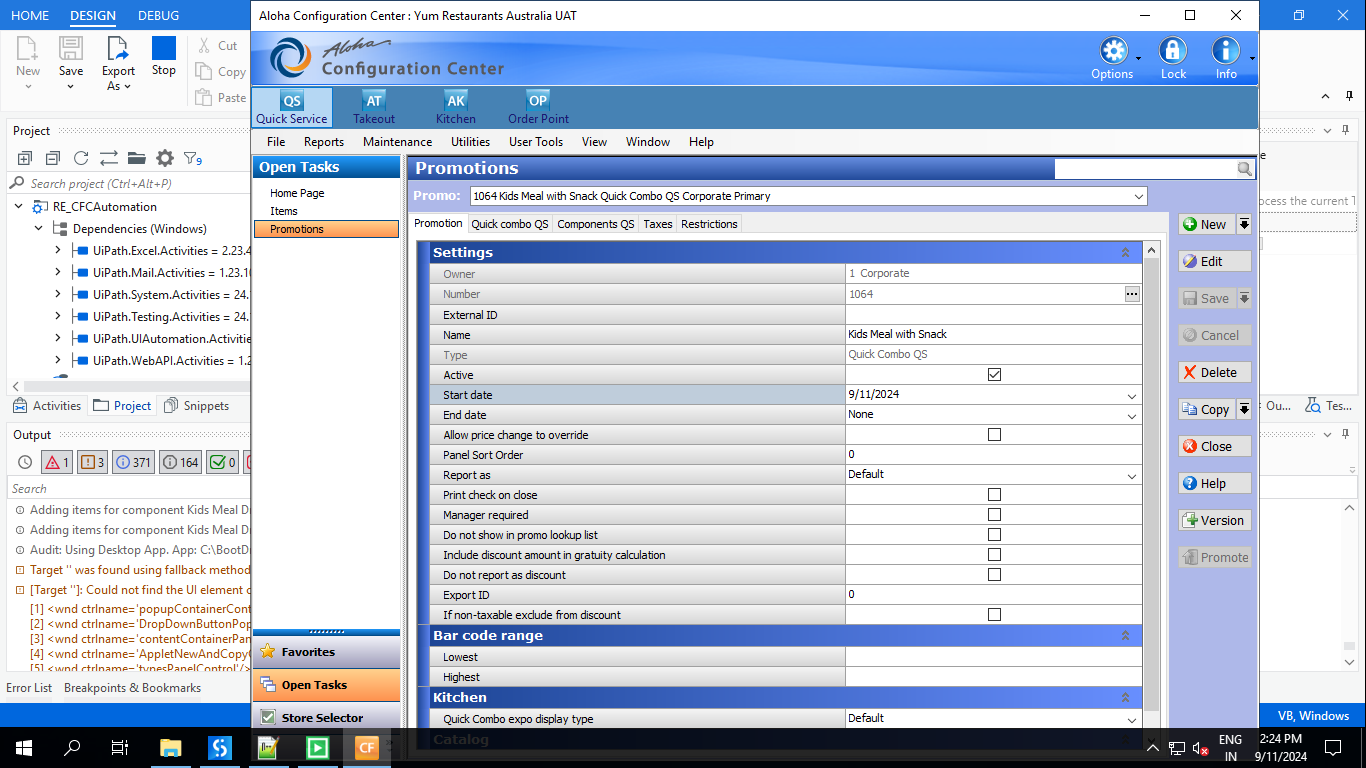 HOME DESIGN DEBUG
New Save Export As Stop Cut Copy Paste
Project
Search project (Ctrl+Alt+P)
RE_CFCAutomation
Dependencies (Windows)
UiPath.Excel.Activities = 2.23.4
UiPath.Mail.Activities = 1.23.10
UiPath.System.Activities = 24.
UiPath.Testing.Activities = 24.
UiPath.UIAutomation.Activitie
UiPath.WebAPI.Activities = 1.2
Activities Project Snippets
Output
1 3 371 164 0
Search
Adding items for component Kids Meal D
Adding items for component Kids Meal D
Audit: Using Desktop App. App: C:\BootD
Target '' was found using fallback method
[Target '']: Could not find the UI element
[1] <wnd ctrlname='popupContainerCont
[2] <wnd ctrlname='DropDownButtonPop
[3] <wnd ctrlname='contentContainerPan
[4] <wnd ctrlname='AppletNewAndCopyC
[5] <wnd ctrlname='typesPanelControl'/>
Error List Breakpoints & Bookmarks
Aloha Configuration Center : Yum Restaurants Australia UAT
Aloha
Configuration Center
Options Lock Info
QS AT AK OP
Quick Service Takeout Kitchen Order Point
File Reports Maintenance Utilities User Tools View Window Help
Open Tasks
Home Page
Items
Promotions
Favorites
Open Tasks
Store Selector
Promotions
Promo: 1064 Kids Meal with Snack Quick Combo QS Corporate Primary
Promotion Quick combo QS Components QS Taxes Restrictions
Settings
Owner 1 Corporate
Number 1064 ...
External ID
Name Kids Meal with Snack
Type Quick Combo QS
Active
Start date 9/11/2024
End date None
Allow price change to override
Panel Sort Order 0
Report as Default
Print check on close
Manager required
Do not show in promo lookup list
Include discount amount in gratuity calculation
Do not report as discount
Export ID 0
If non-taxable exclude from discount
Bar code range
Lowest
Highest
Kitchen
Quick Combo expo display type Default
Catalog
New
Edit
Save
Cancel
Delete
Copy
Close
Help
Version
Promote
e
ocess the current T
Ou... Tes...
VB, Windows
CF
ENG
IN
2:24 PM
9/11/2024